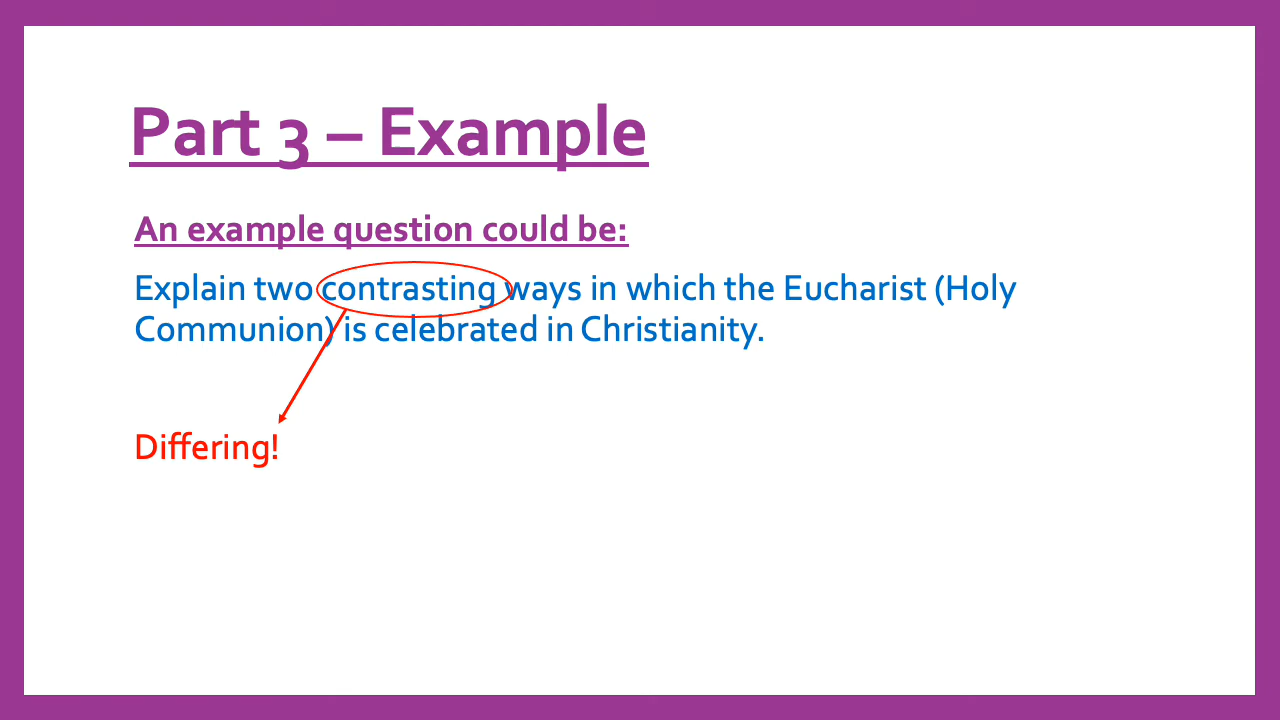 Part 3 – Example
An example question could be:
Explain two contrasting ways in which the Eucharist (Holy
Communion) is celebrated in Christianity.
Differing!